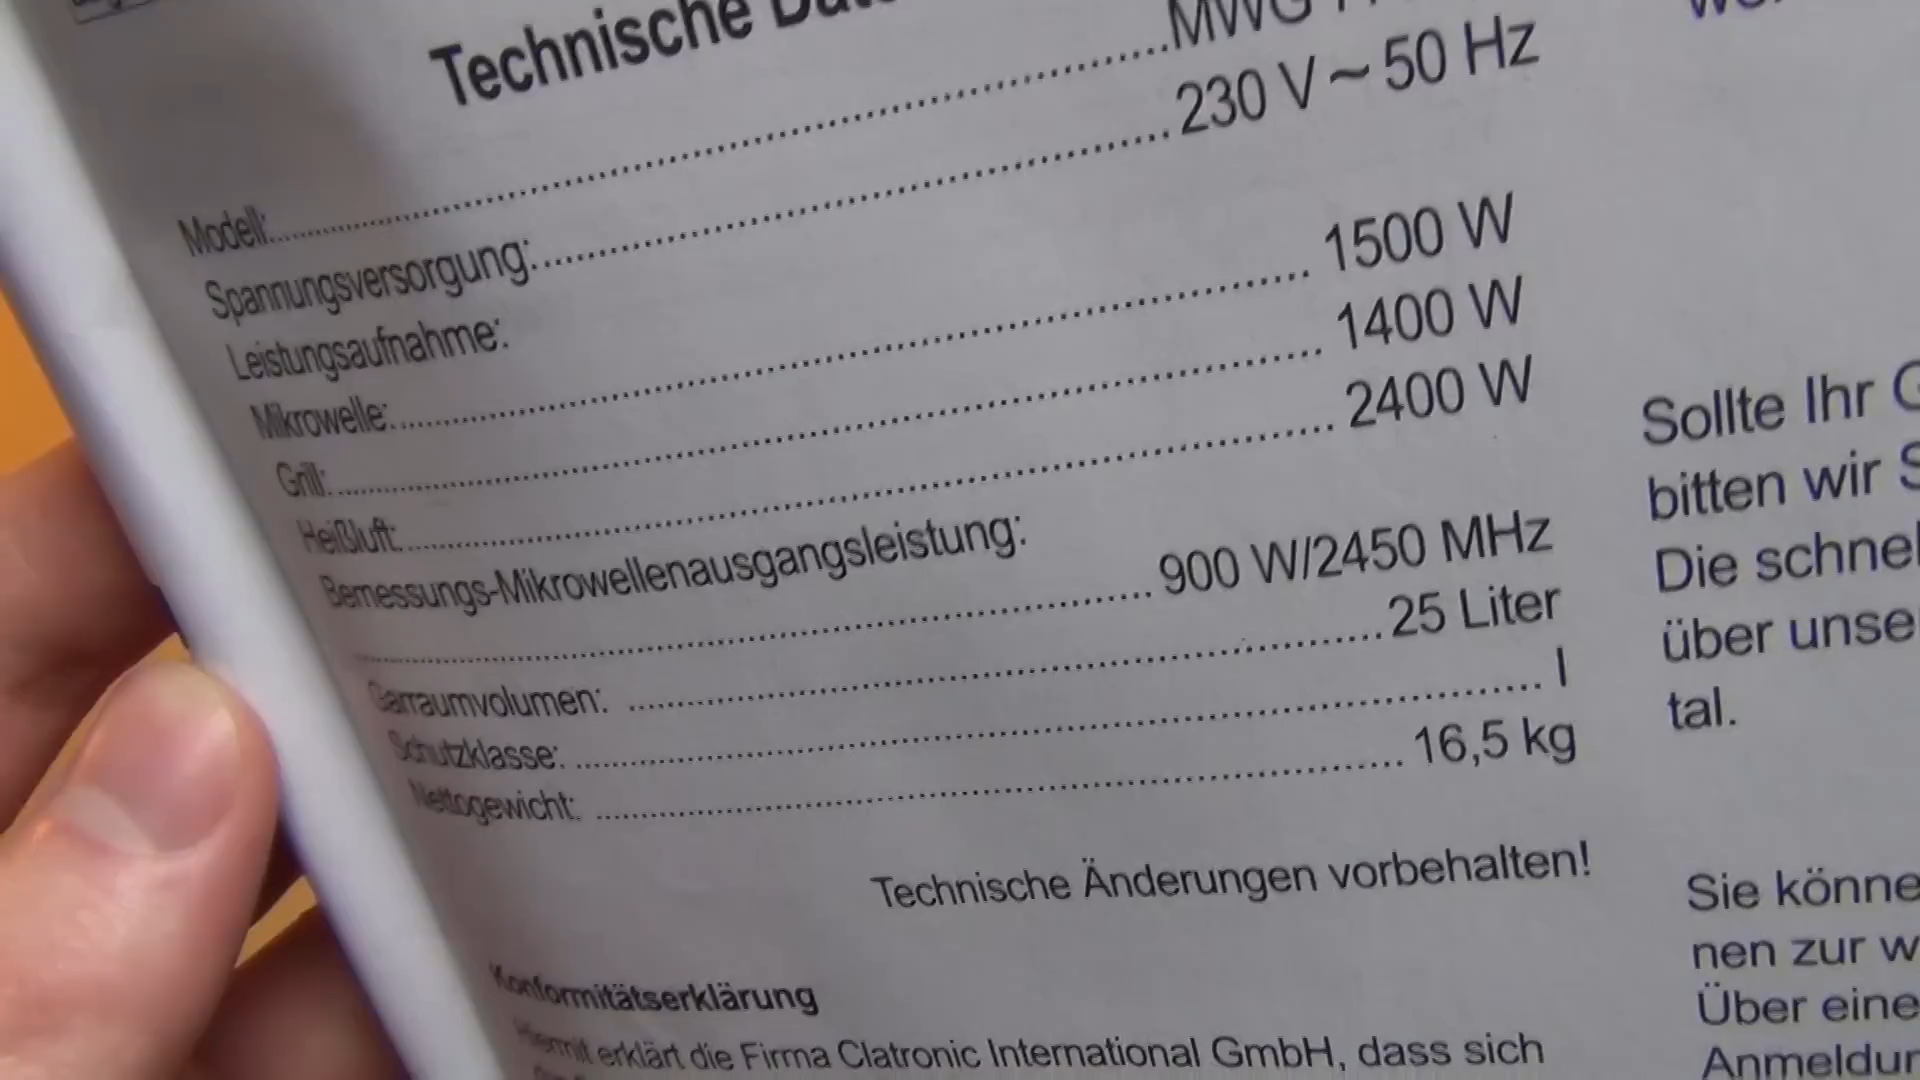 Technische
Modell: MWG
Spannungsversorgung: 230 V ~ 50 Hz
Leistungsaufnahme:
Mikrowelle: 1500 W
Grill: 1400 W
Heißluft: 2400 W
Bemessungs-Mikrowellenausgangsleistung:
900 W/2450 MHz
Garraumvolumen: 25 Liter
Schutzklasse: I
Nettogewicht: 16,5 kg
Technische Änderungen vorbehalten!
Konformitätserklärung
Hiermit erklärt die Firma Clatronic International GmbH, dass sich
Sollte Ihr G
bitten wir S
Die schnel
über unse
tal.
Sie könne
nen zur w
Über eine
Anmeldun